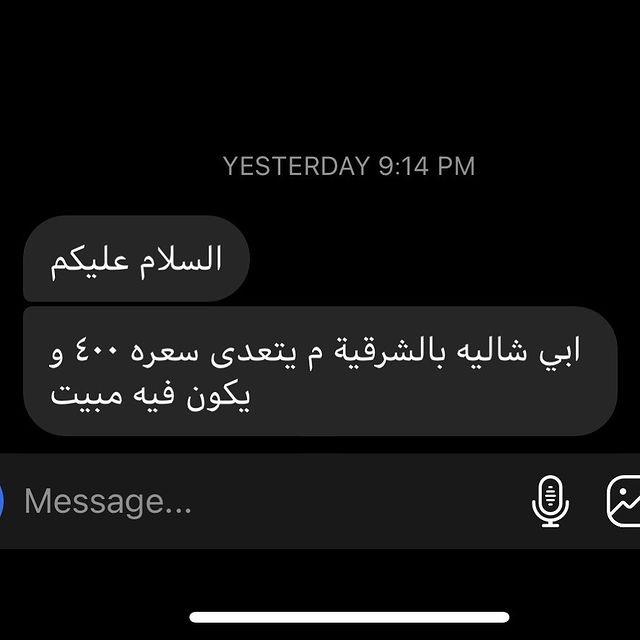 YESTERDAY 9:14 PM
السلام عليكم
ابي شاليه بالشرقية م يتعدى سعره ٤٠٠ و
يكون فيه مبيت
Message...